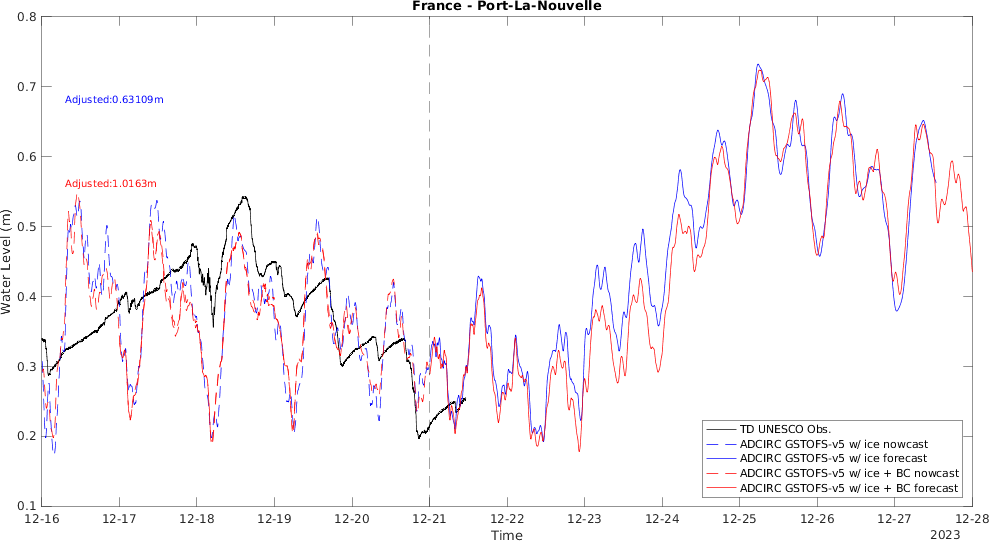 France - Port-La-Nouvelle
0.8
0.7
0.6
0.5
0.4
0.3
0.2
0.1
Water Level (m)
Adjusted:0.63109m
Adjusted:1.0163m
TD UNESCO Obs.
ADCIRC GSTOFS-v5 w/ ice nowcast
ADCIRC GSTOFS-v5 w/ ice forecast
ADCIRC GSTOFS-v5 w/ ice + BC nowcast
ADCIRC GSTOFS-v5 w/ ice + BC forecast
12-16 12-17 12-18 12-19 12-20 12-21 12-22 12-23 12-24 12-25 12-26 12-27 12-28
Time
2023